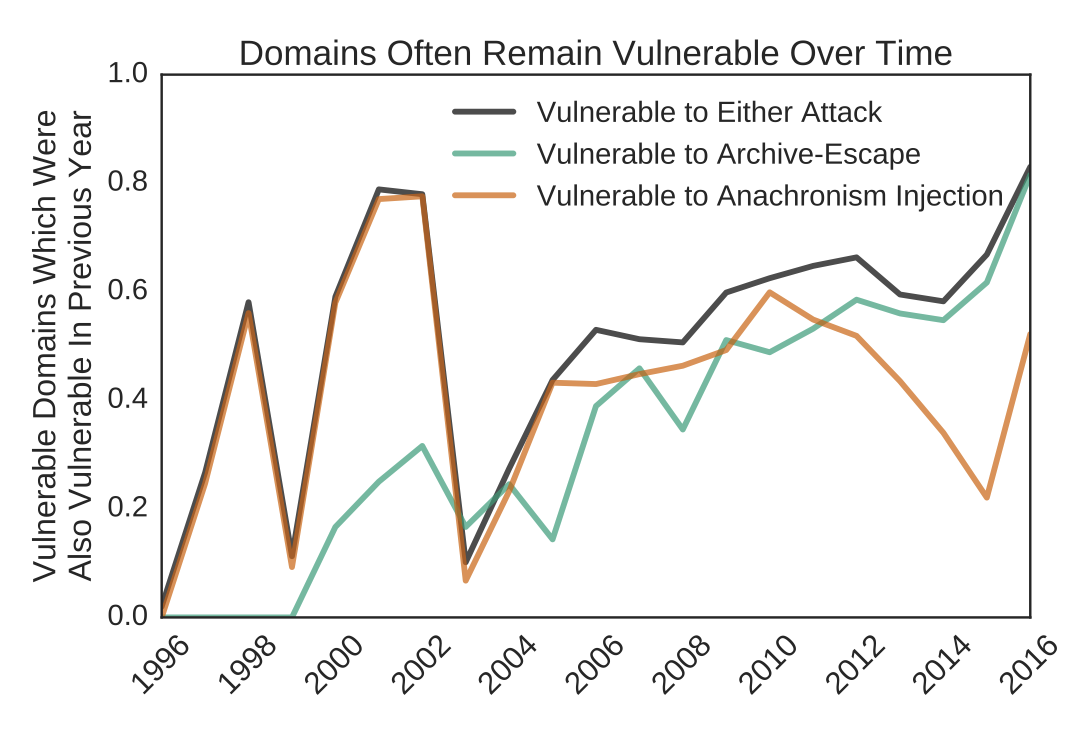 Domains Often Remain Vulnerable Over Time
Vulnerable Domains Which Were
Also Vulnerable In Previous Year
1.0
0.8
0.6
0.4
0.2
0.0
Vulnerable to Either Attack
Vulnerable to Archive-Escape
Vulnerable to Anachronism Injection
1996
1998
2000
2002
2004
2006
2008
2010
2012
2014
2016